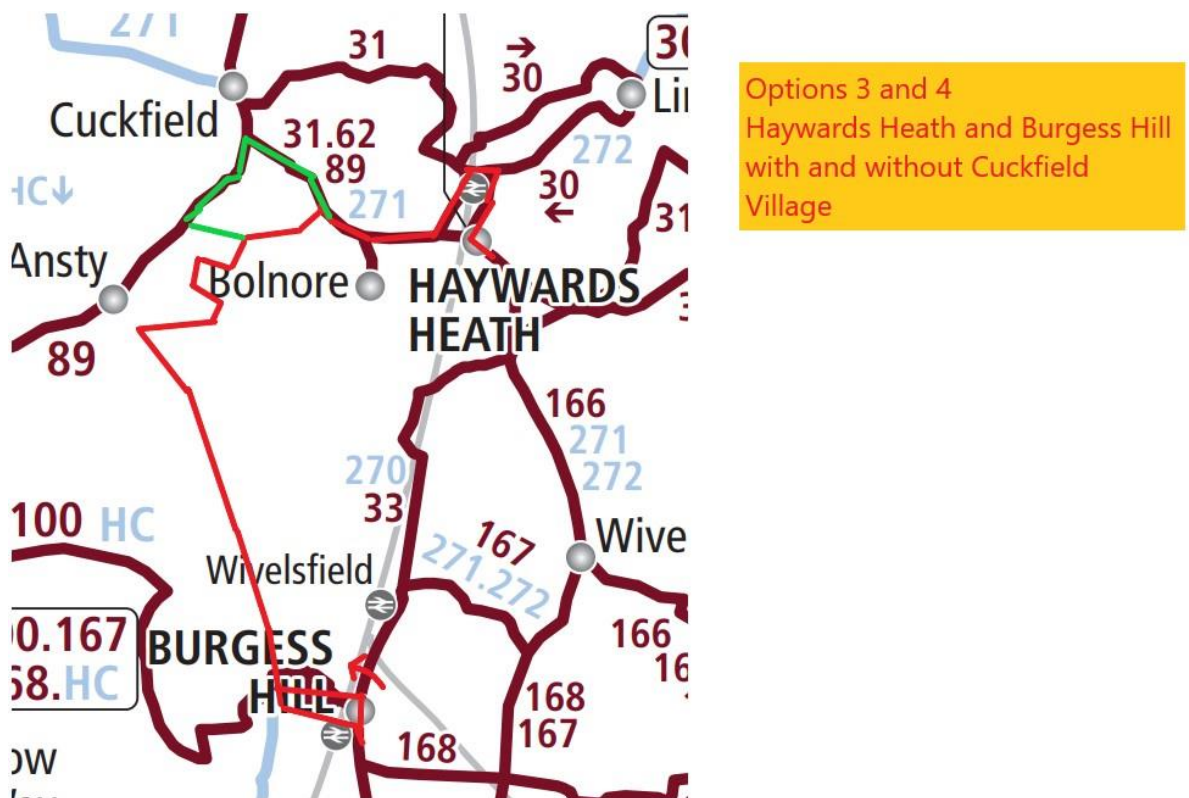 271
31
→
30
30
Cuckfield
31.62
89
271
272
30
←
HC↓
31
Ansty
Bolnore
HAYWARDS
HEATH
89
166
271
272
270
33
100 HC
167
271.272
Wivelsfield
0.167
68.HC
BURGESS
HILL
166
168
167
168
Options 3 and 4
Haywards Heath and Burgess Hill
with and without Cuckfield
Village